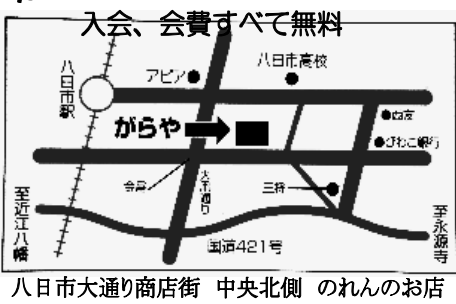 入会、会費すべて無料
八日市高校
アピア
八日市駅
がらや
西友
びわこ銀行
大通り
三楊
至近江八幡
至永源寺
国道421号
八日市大通り商店街 中央北側 のれんのお店